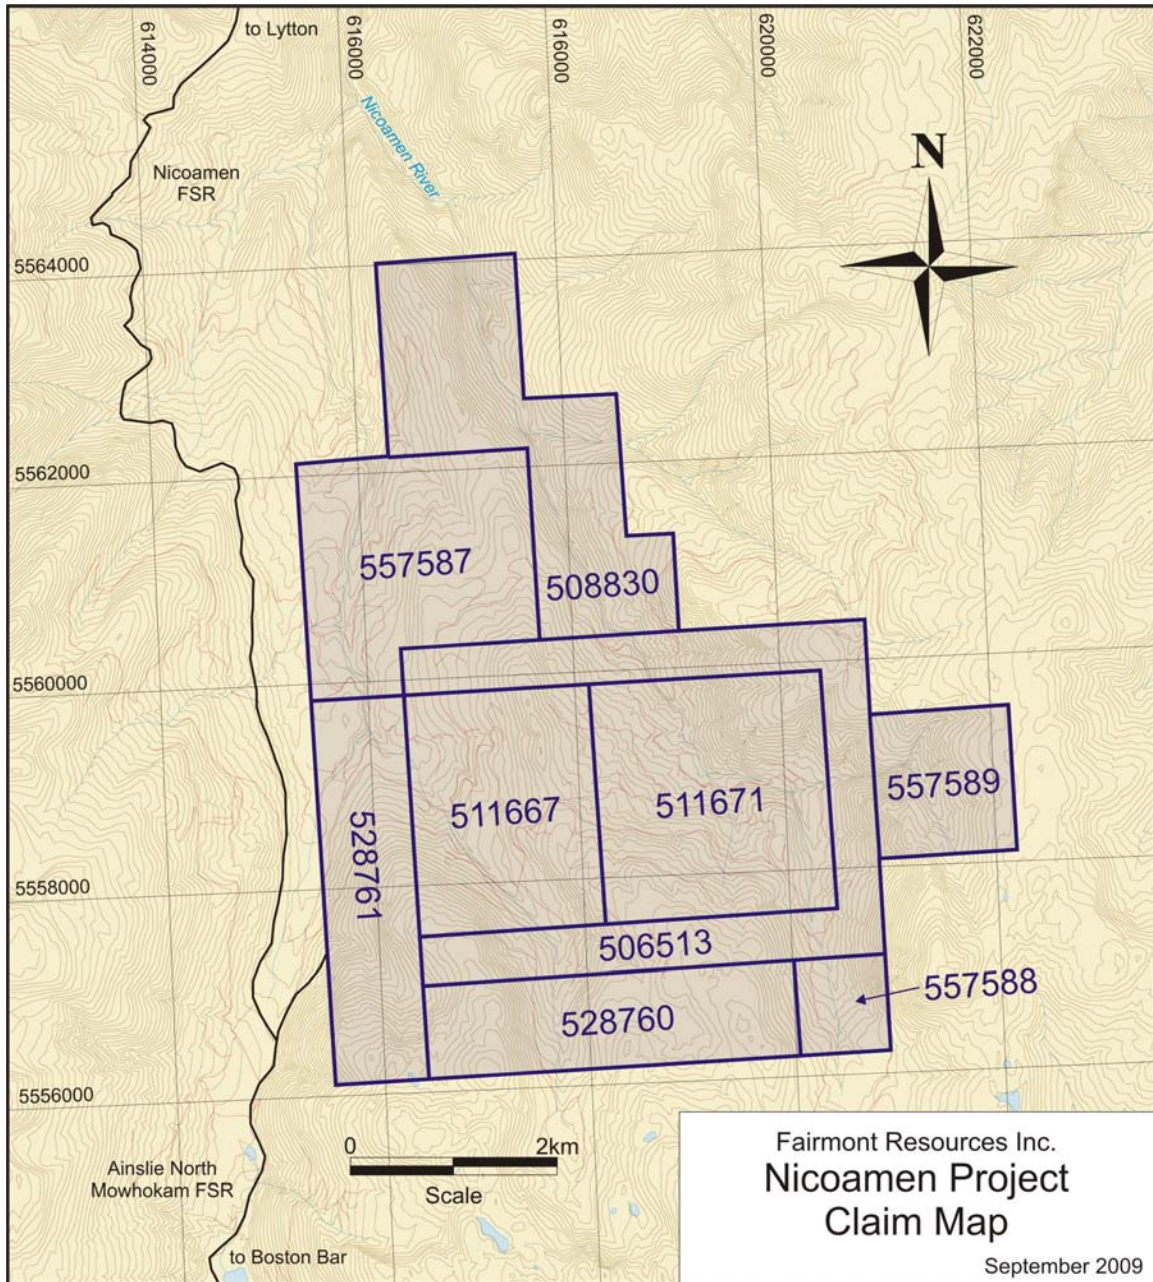 to Lytton
614000
616000
616000
620000
622000
Nicoamen River
Nicoamen
FSR
N
5564000
5562000
557587
508830
5560000
557589
511667
511671
528761
5558000
506513
557588
528760
5556000
0
2km
Scale
Ainslie North
Mowhokam FSR
to Boston Bar
Fairmont Resources Inc.
Nicoamen Project
Claim Map
September 2009